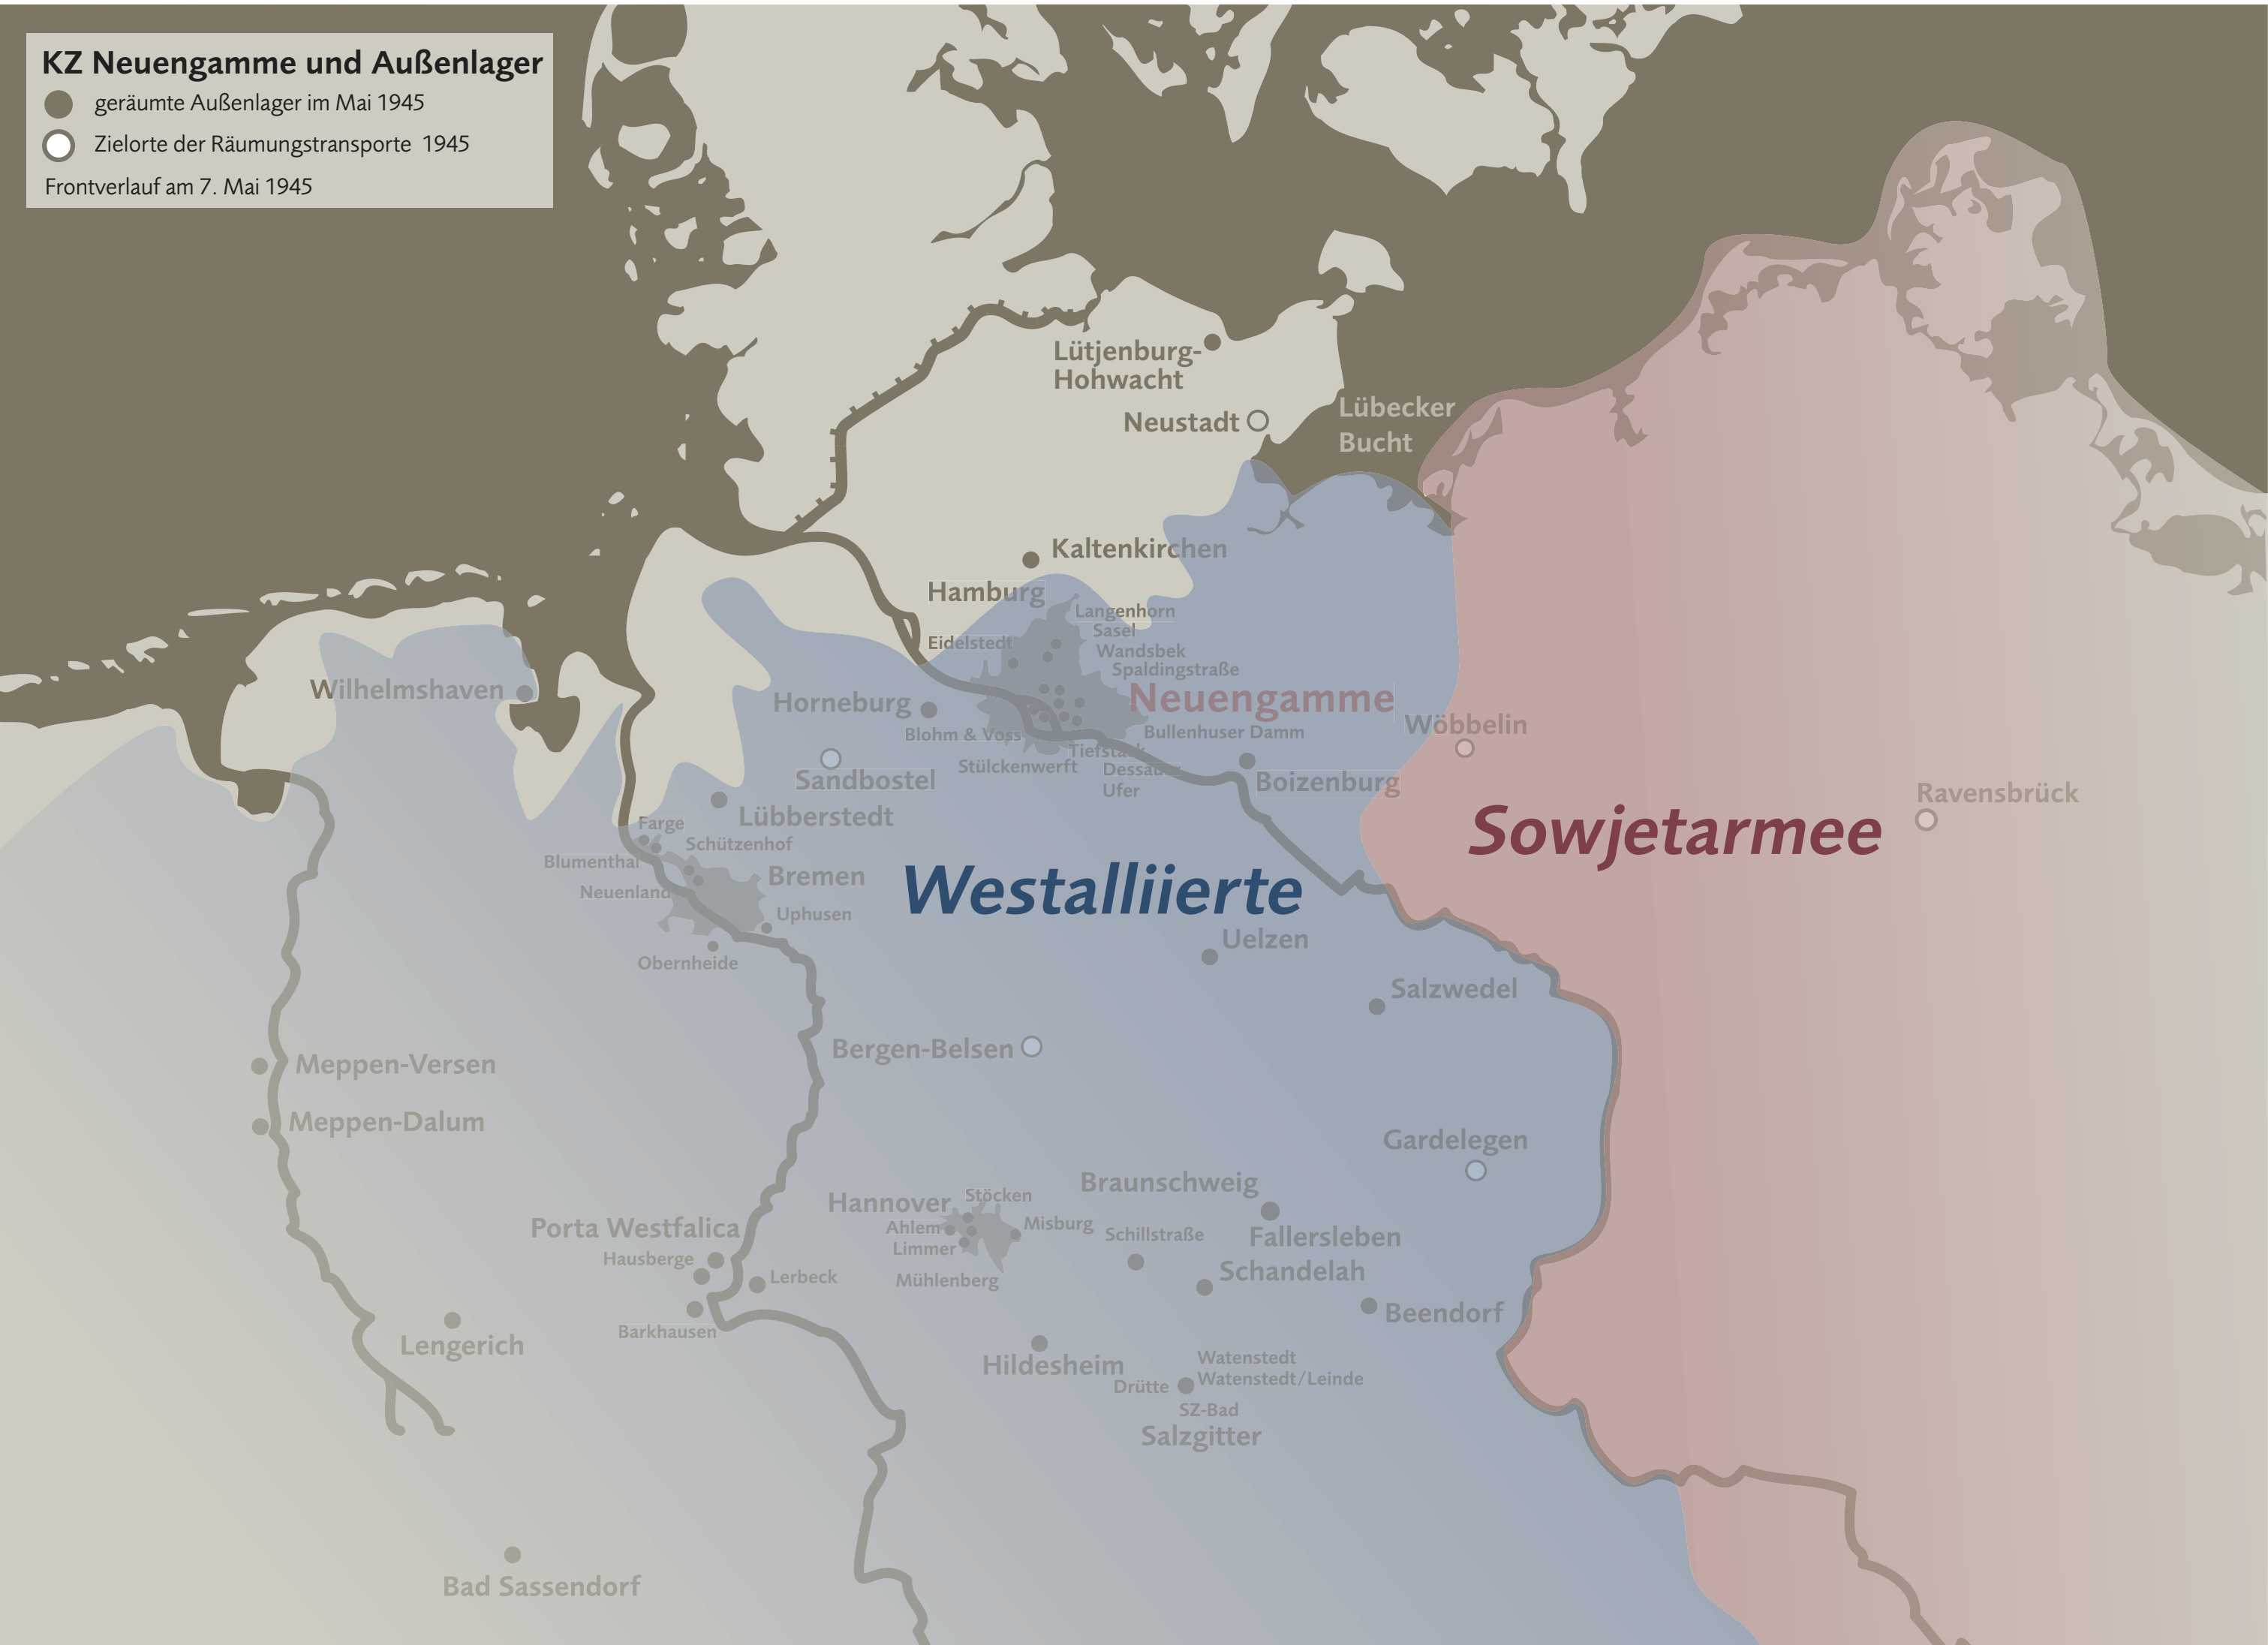 KZ Neuengamme und Außenlager
geräumte Außenlager im Mai 1945
Zielorte der Räumungstransporte 1945
Frontverlauf am 7. Mai 1945
Lütjenburg-
Hohwacht
Neustadt
Lübecker
Bucht
Kaltenkirchen
Hamburg
Langenhorn
Sasel
Eidelstedt
Wandsbek
Spaldingstraße
Wilhelmshaven
Horneburg
Neuengamme
Blohm & Voss
Bullenhuser Damm
Wöbbelin
Tiefstack
Stülckenwerft
Dessauer
Ufer
Sandbostel
Boizenburg
Ravensbrück
Lübberstedt
Sowjetarmee
Farge
Schützenhof
Blumenthal
Bremen
Neuenland
Westalliierte
Uphusen
Uelzen
Obernheide
Salzwedel
Bergen-Belsen
Meppen-Versen
Meppen-Dalum
Gardelegen
Braunschweig
Hannover
Stöcken
Ahlem
Misburg
Limmer
Mühlenberg
Schillstraße
Fallersleben
Porta Westfalica
Hausberge
Lerbeck
Schandelah
Barkhausen
Beendorf
Lengerich
Hildesheim
Watenstedt
Watenstedt/Leinde
Drütte
SZ-Bad
Salzgitter
Bad Sassendorf